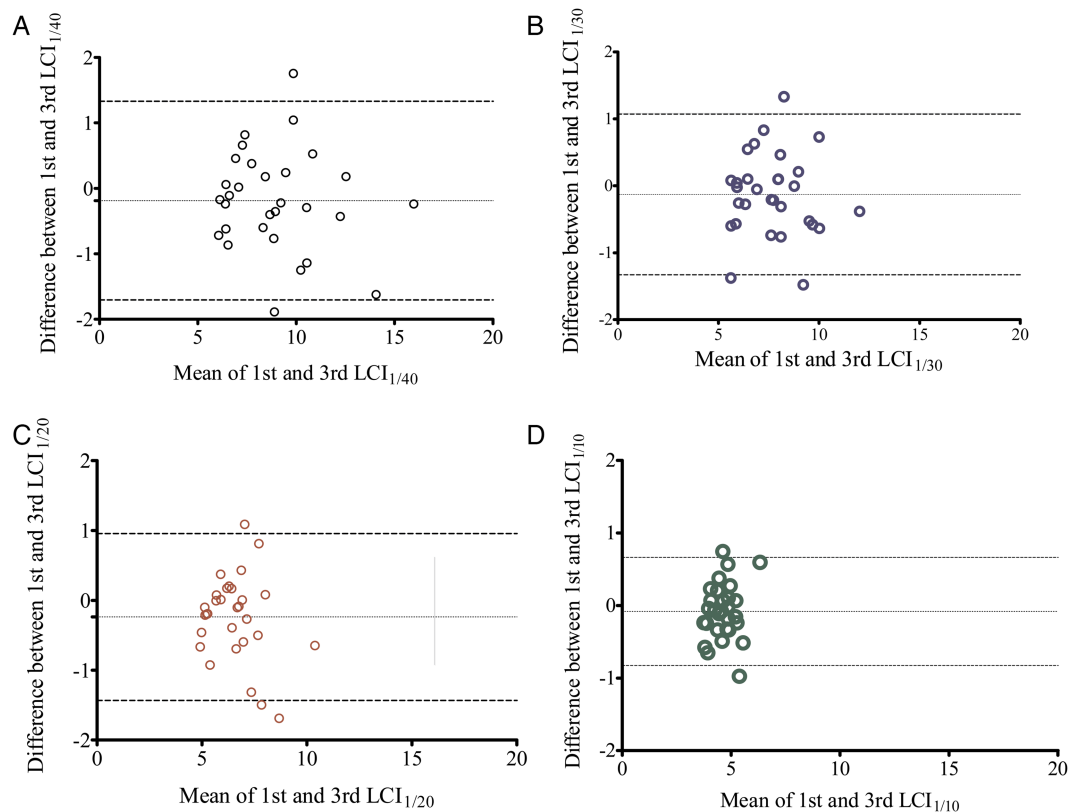 A
Difference between 1st and 3rd LCI1/40
2
1
0
-1
-2
0 5 10 15 20
Mean of 1st and 3rd LCI1/40
B
Difference between 1st and 3rd LCI1/30
2
1
0
-1
-2
0 5 10 15 20
Mean of 1st and 3rd LCI1/30
C
Difference between 1st and 3rd LCI1/20
2
1
0
-1
-2
0 5 10 15 20
Mean of 1st and 3rd LCI1/20
D
Difference between 1st and 3rd LCI1/10
2
1
0
-1
-2
0 5 10 15 20
Mean of 1st and 3rd LCI1/10